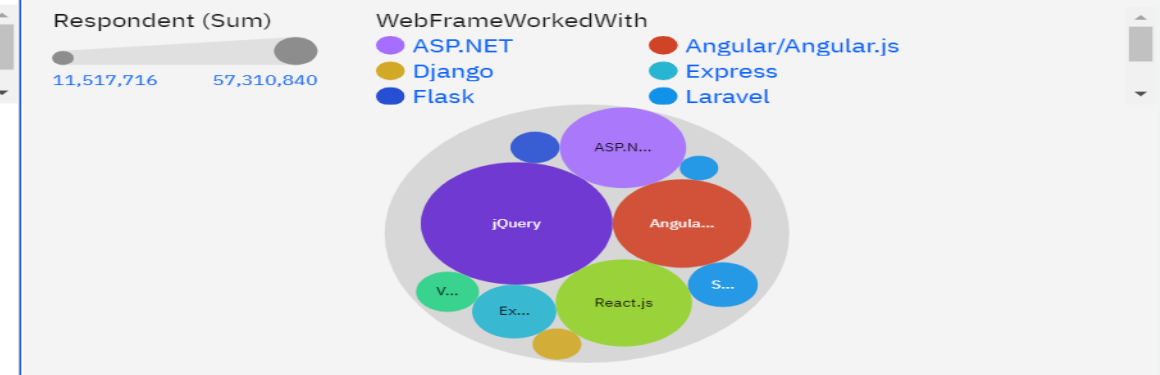 Respondent (Sum)
11,517,716 57,310,840
WebFrameWorkedWith
ASP.NET Angular/Angular.js
Django Express
Flask Laravel
ASP.N...
jQuery Angula...
V... Ex... React.js S...